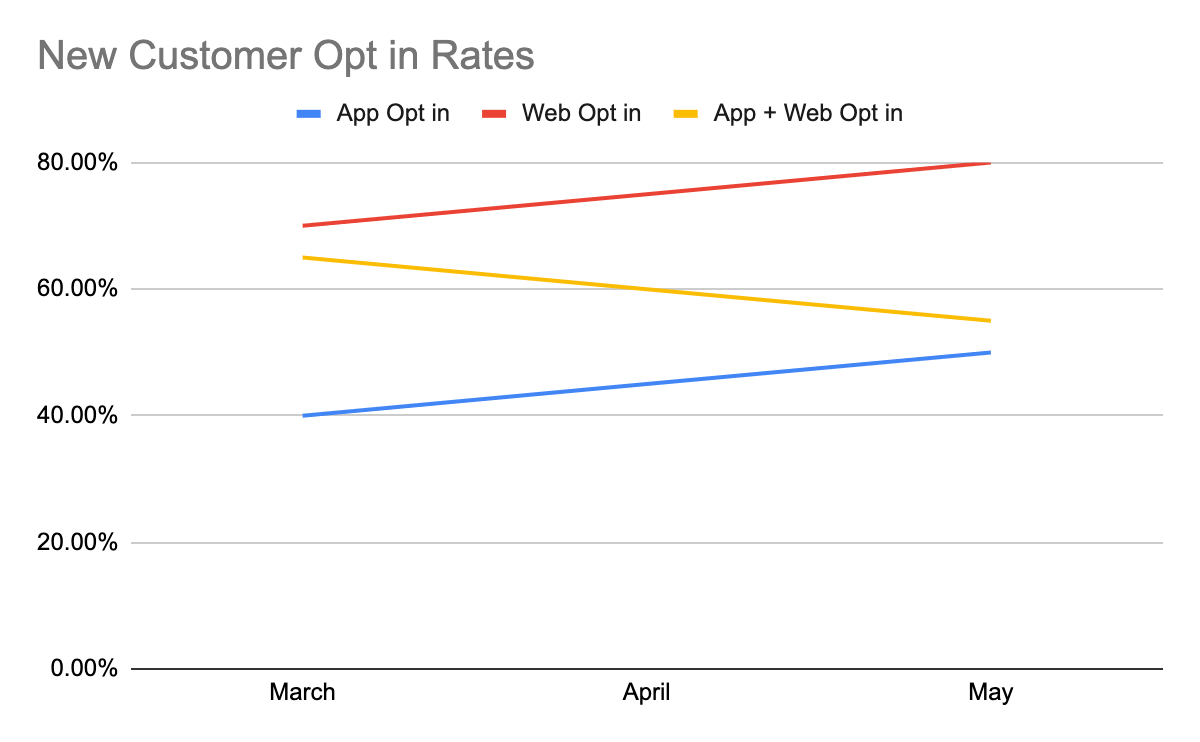 New Customer Opt in Rates
App Opt in Web Opt in App + Web Opt in
80.00%
60.00%
40.00%
20.00%
0.00%
March April May